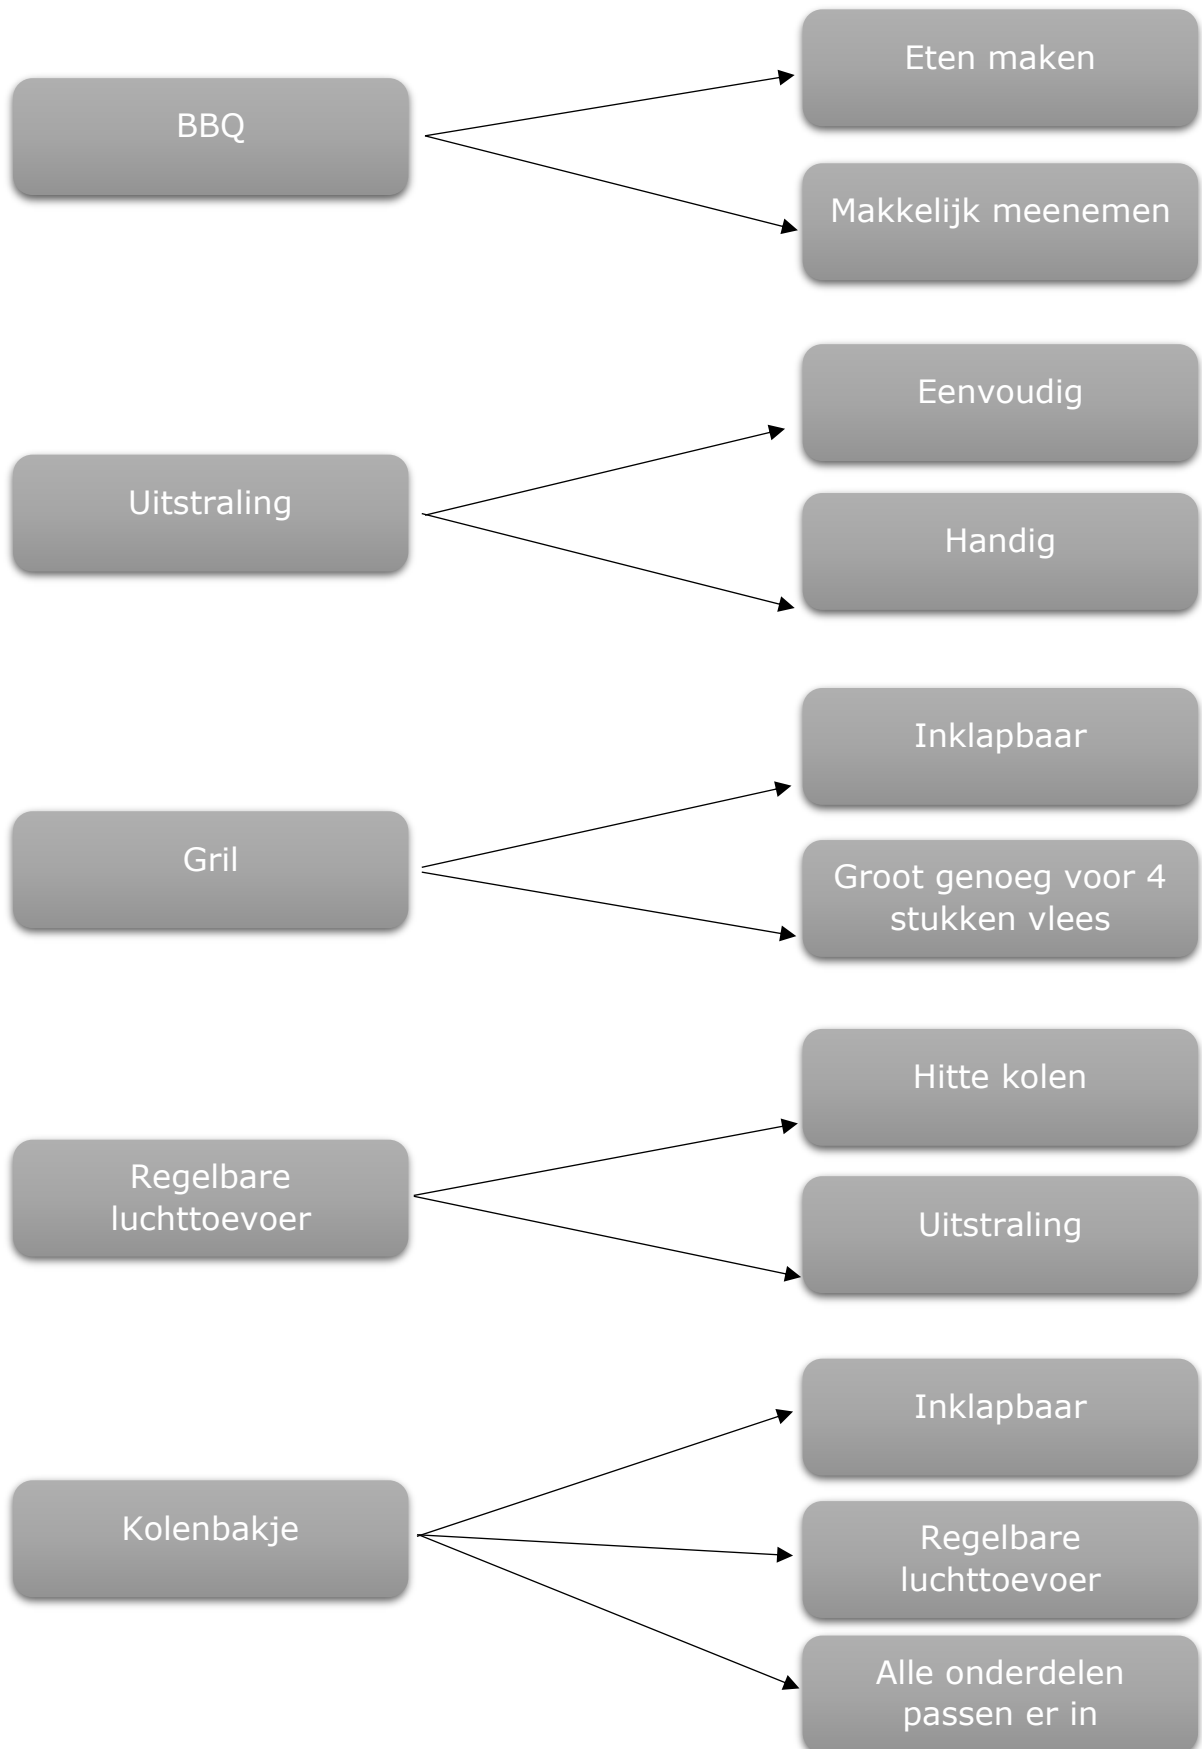 BBQ
Eten maken
Makkelijk meenemen
Uitstraling
Eenvoudig
Handig
Gril
Inklapbaar
Groot genoeg voor 4
stukken vlees
Regelbare
luchttoevoer
Hitte kolen
Uitstraling
Kolenbakje
Inklapbaar
Regelbare
luchttoevoer
Alle onderdelen
passen er in